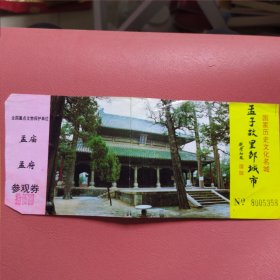 全国重点文物保护单位
孟庙
孟府
参观券
国家历史文化名城
孟子故里邹城市
Nº 8005358